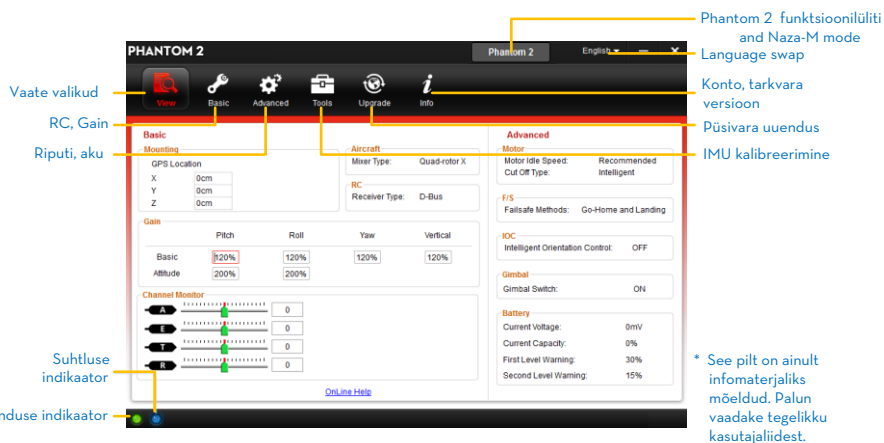 Phantom 2 funktsioonilüliti
and Naza-M mode
Language swap
Konto, tarkvara
versioon
Püsivara uuendus
IMU kalibreerimine
Vaate valikud
RC, Gain
Riputi, aku
PHANTOM 2
Phantom 2
English
View
Basic
Advanced
Tools
Upgrade
Info
Basic
Mounting
GPS Location
X 0cm
Y 0cm
Z 0cm
Aircraft
Mixer Type: Quad-rotor X
RC
Receiver Type: D-Bus
Gain
Pitch Roll Yaw Vertical
Basic 120% 120% 120% 120%
Attitude 200% 200%
Channel Monitor
A 0
E 0
T 0
R 0
OnLine Help
Advanced
Motor
Motor Idle Speed: Recommended
Cut Off Type: Intelligent
F/S
Failsafe Methods: Go-Home and Landing
IOC
Intelligent Orientation Control: OFF
Gimbal
Gimbal Switch: ON
Battery
Current Voltage: 0mV
Current Capacity: 0%
First Level Warning: 30%
Second Level Warning: 15%
Suhtluse
indikaator
nduse indikaator
* See pilt on ainult
infomaterjaliks
mõeldud. Palun
vaadake tegelikku
kasutajaliidest.